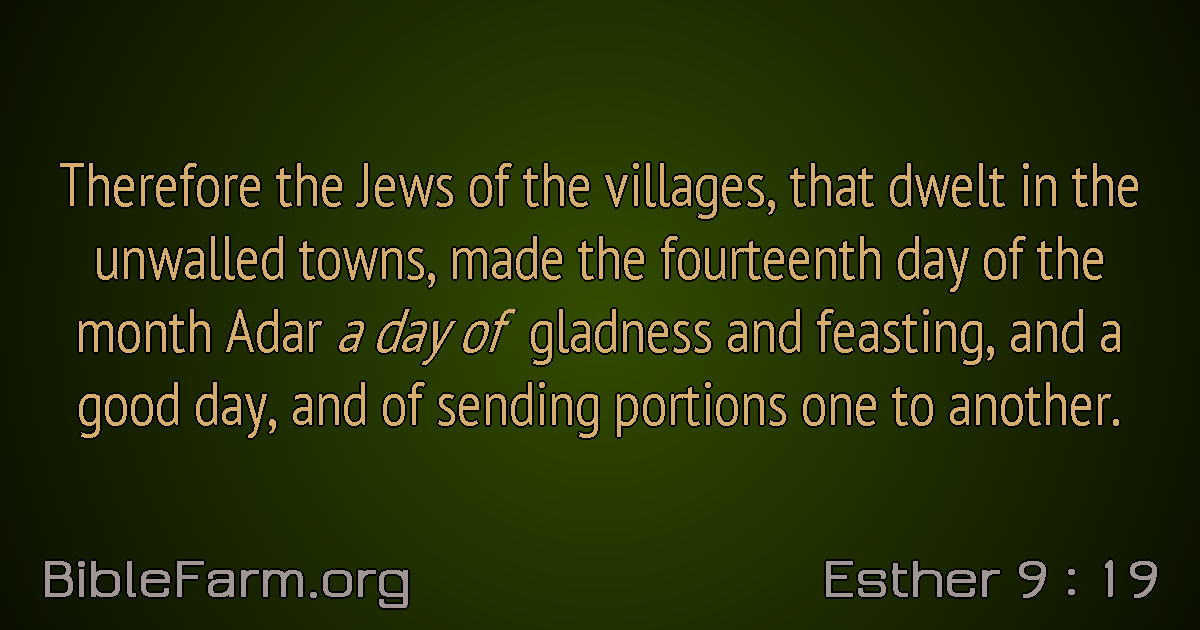 Therefore the Jews of the villages, that dwelt in the
unwalled towns, made the fourteenth day of the
month Adar a day of gladness and feasting, and a
good day, and of sending portions one to another.
BibleFarm.org
Esther 9 : 19